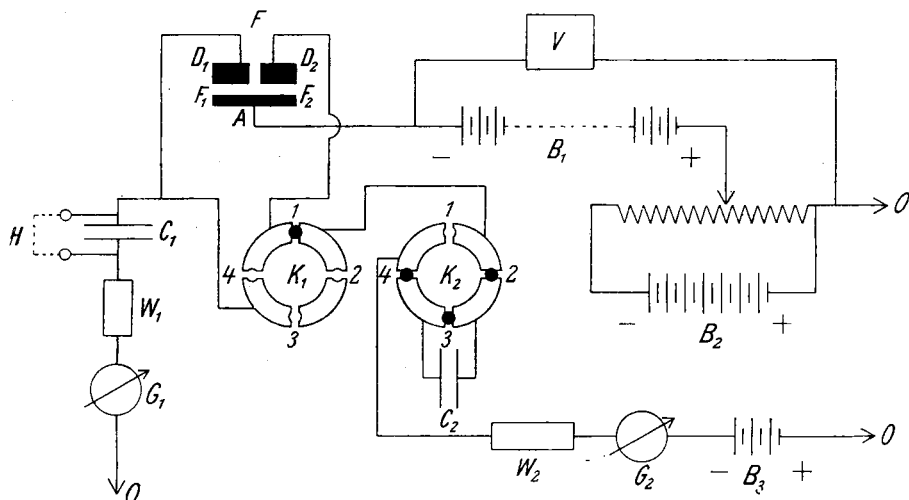 F
V
D1 D2
F1 F2
A
- B1 +
O
H C1
1
4 K1 2
3
1
4 K2 2
3
W1
- B2 +
G1
C2
O
W2 G2 - B3 +
O